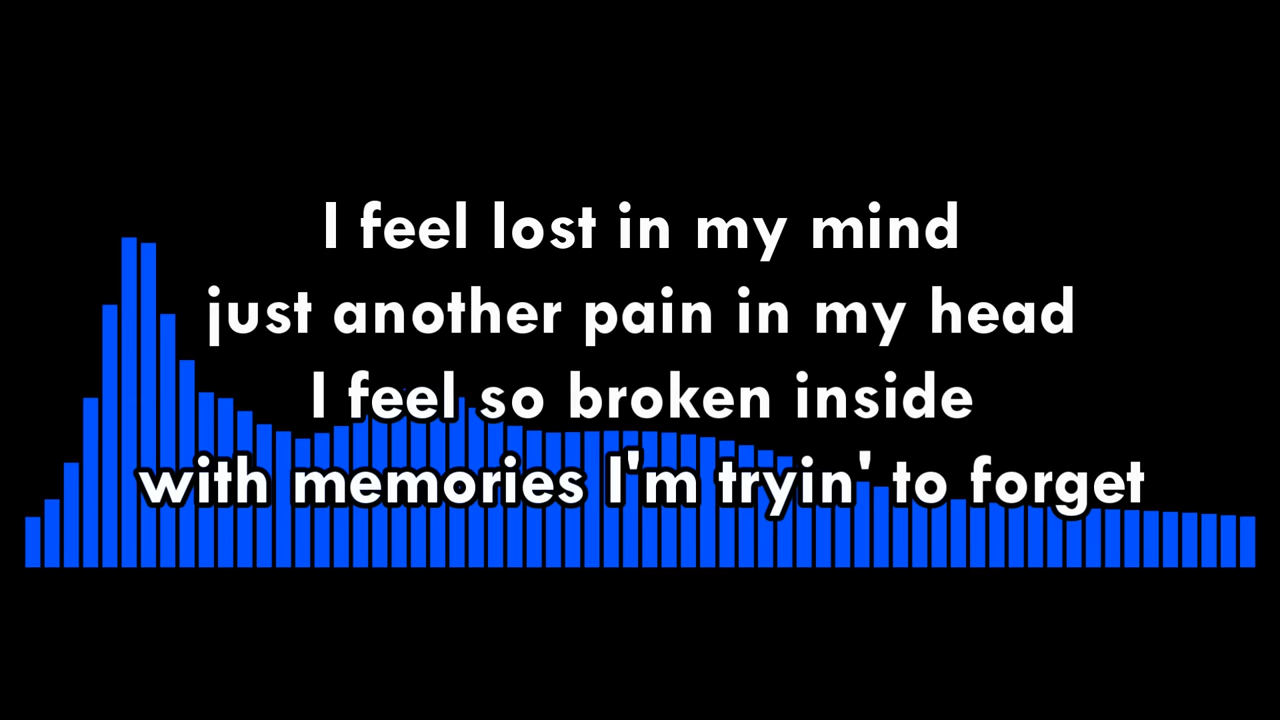 I feel lost in my mind
just another pain in my head
I feel so broken inside
with memories I'm tryin' to forget